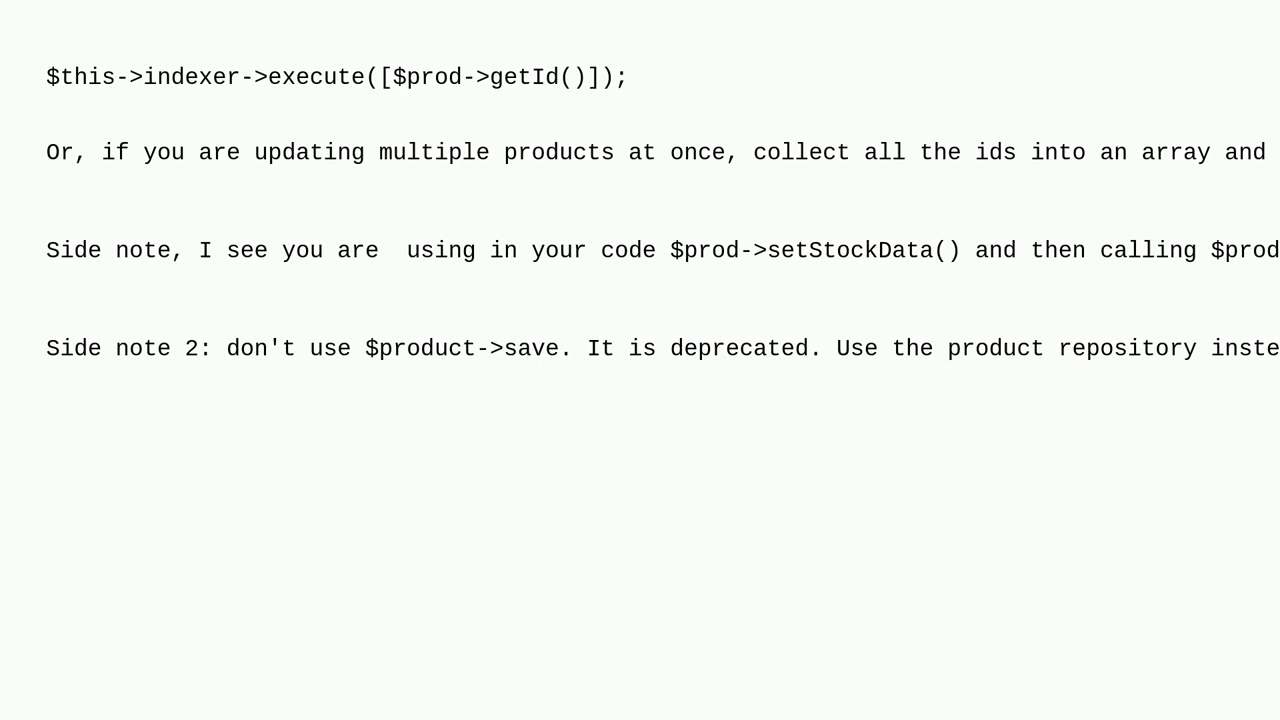 $this->indexer->execute([$prod->getId()]);
Or, if you are updating multiple products at once, collect all the ids into an array and
Side note, I see you are  using in your code $prod->setStockData() and then calling $prod
Side note 2: don't use $product->save. It is deprecated. Use the product repository inste